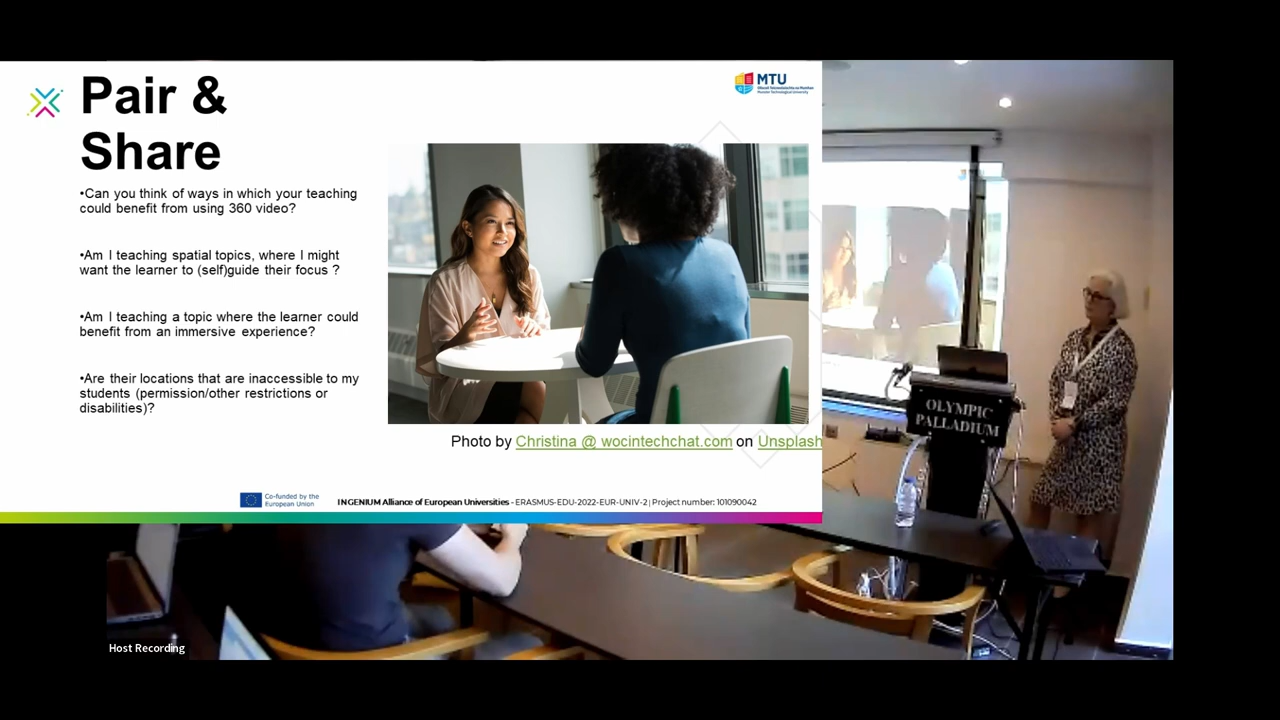 Pair &
Share
MTU
•Can you think of ways in which your teaching
could benefit from using 360 video?
•Am I teaching spatial topics, where I might
want the learner to (self)guide their focus ?
•Am I teaching a topic where the learner could
benefit from an immersive experience?
•Are their locations that are inaccessible to my
students (permission/other restrictions or
disabilities)?
Photo by Christina @ wocintechchat.com on Unsplash
Co-funded by the
European Union
INGENIUM Alliance of European Universities - ERASMUS-EDU-2022-EUR-UNIV-2 | Project number: 101090042
OLYMPIC
PALLADIUM
Host Recording